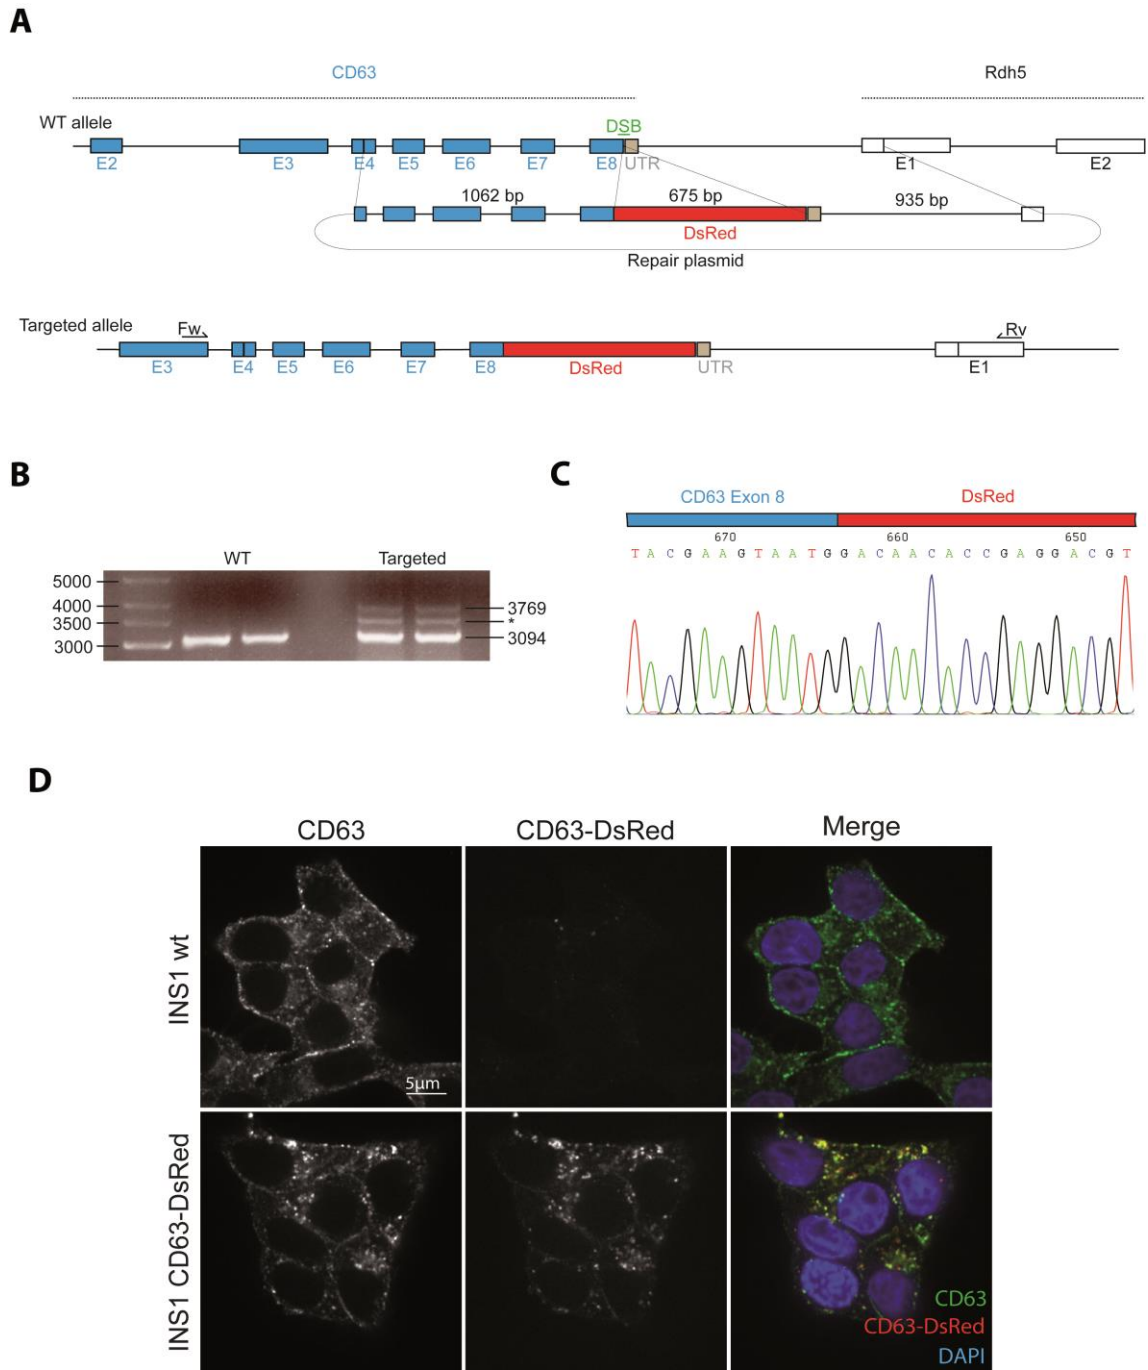 A
CD63
Rdh5
WT allele
DSB
E2 E3 E4 E5 E6 E7 E8 UTR E1 E2
1062 bp 675 bp 935 bp
DsRed
Repair plasmid
Targeted allele Fw Rv
E3 E4 E5 E6 E7 E8 DsRed UTR E1
B
WT Targeted
5000
4000
3500
3000
3769
*
3094
C
CD63 Exon 8 DsRed
670 660 650
T A C G A A G T A A T G G A C A A C A C C G A G G A C G T
D
CD63 CD63-DsRed Merge
INS1 wt
5µm
INS1 CD63-DsRed
CD63
CD63-DsRed
DAPI